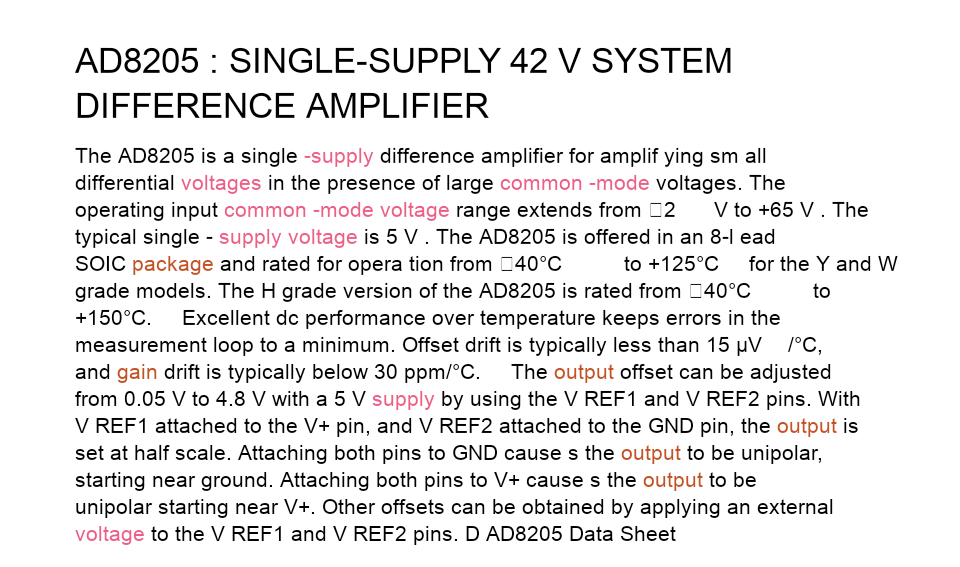 AD8205 : SINGLE-SUPPLY 42 V SYSTEM
DIFFERENCE AMPLIFIER
The AD8205 is a single -supply difference amplifier for amplif ying sm all
differential voltages in the presence of large common -mode voltages. The
operating input common -mode voltage range extends from □2 V to +65 V . The
typical single - supply voltage is 5 V . The AD8205 is offered in an 8-l ead
SOIC package and rated for opera tion from □40°C to +125°C for the Y and W
grade models. The H grade version of the AD8205 is rated from □40°C to
+150°C. Excellent dc performance over temperature keeps errors in the
measurement loop to a minimum. Offset drift is typically less than 15 µV /°C,
and gain drift is typically below 30 ppm/°C. The output offset can be adjusted
from 0.05 V to 4.8 V with a 5 V supply by using the V REF1 and V REF2 pins. With
V REF1 attached to the V+ pin, and V REF2 attached to the GND pin, the output is
set at half scale. Attaching both pins to GND cause s the output to be unipolar,
starting near ground. Attaching both pins to V+ cause s the output to be
unipolar starting near V+. Other offsets can be obtained by applying an external
voltage to the V REF1 and V REF2 pins. D AD8205 Data Sheet